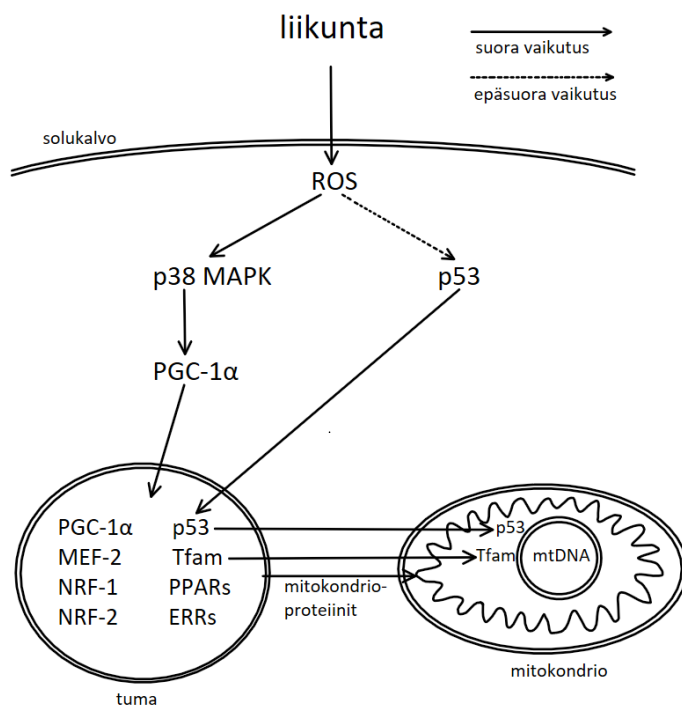 liikunta
suora vaikutus
epäsuora vaikutus
solukalvo
ROS
p38 MAPK
p53
PGC-1α
PGC-1α p53
MEF-2 Tfam
NRF-1 PPARs
NRF-2 ERRs
tuma
mitokondrio-
proteiinit
p53
Tfam
mtDNA
mitokondrio